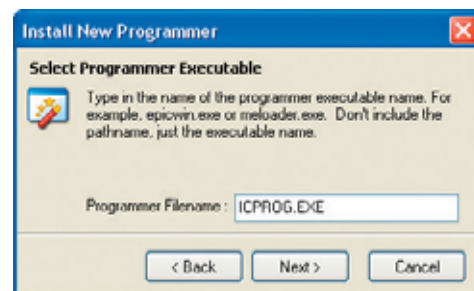 Install New Programmer
Select Programmer Executable
Type in the name of the programmer executable name. For
example, epicwin.exe or meloader.exe. Don't include the
pathname, just the executable name.
Programmer Filename : ICPROG.EXE
< Back Next > Cancel